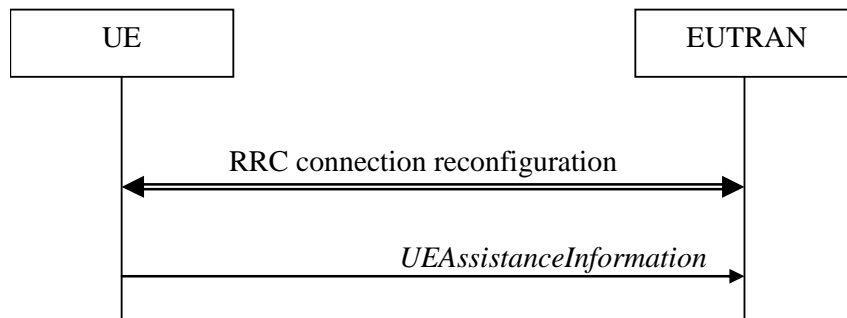 UE
EUTRAN
RRC connection reconfiguration
UEAssistanceInformation